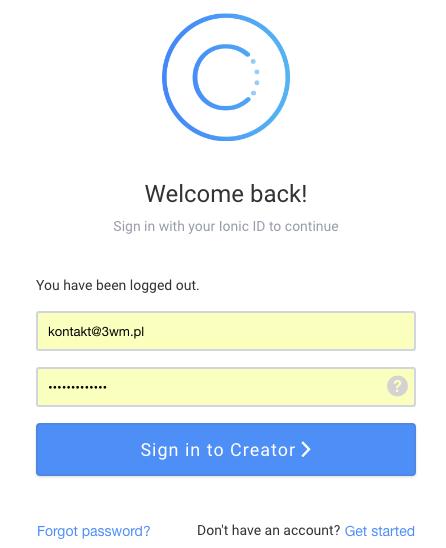 Welcome back!
Sign in with your Ionic ID to continue
You have been logged out.
kontakt@3wm.pl
•••••••••••••
?
Sign in to Creator
Forgot password? Don't have an account? Get started